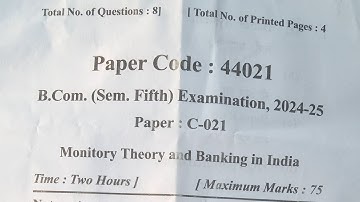 Total No. of Questions : 8] [ Total No. of Printed Pages : 4
Paper Code : 44021
B.Com. (Sem. Fifth) Examination, 2024-25
Paper : C-021
Monitory Theory and Banking in India
Time : Two Hours ] [ Maximum Marks : 75